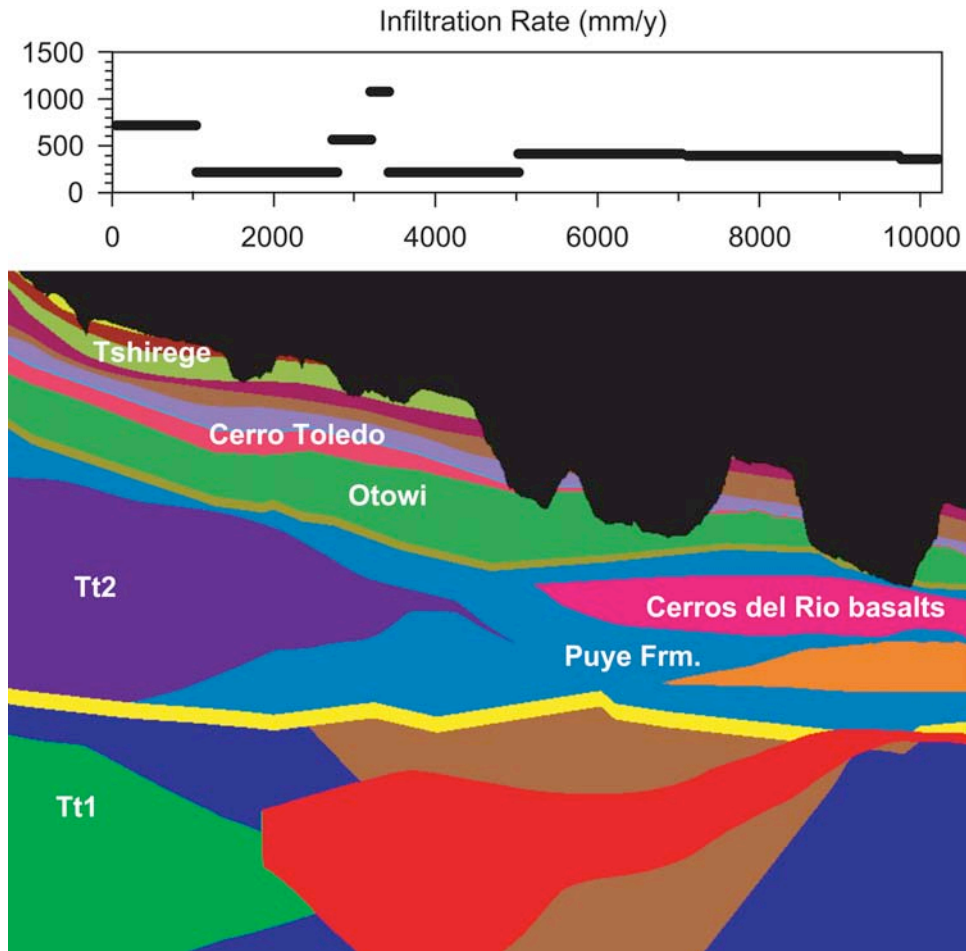 Infiltration Rate (mm/y)
1500
1000
500
0
0 2000 4000 6000 8000 10000
Tshirege
Cerro Toledo
Otowi
Tt2
Cerros del Rio basalts
Puye Frm.
Tt1